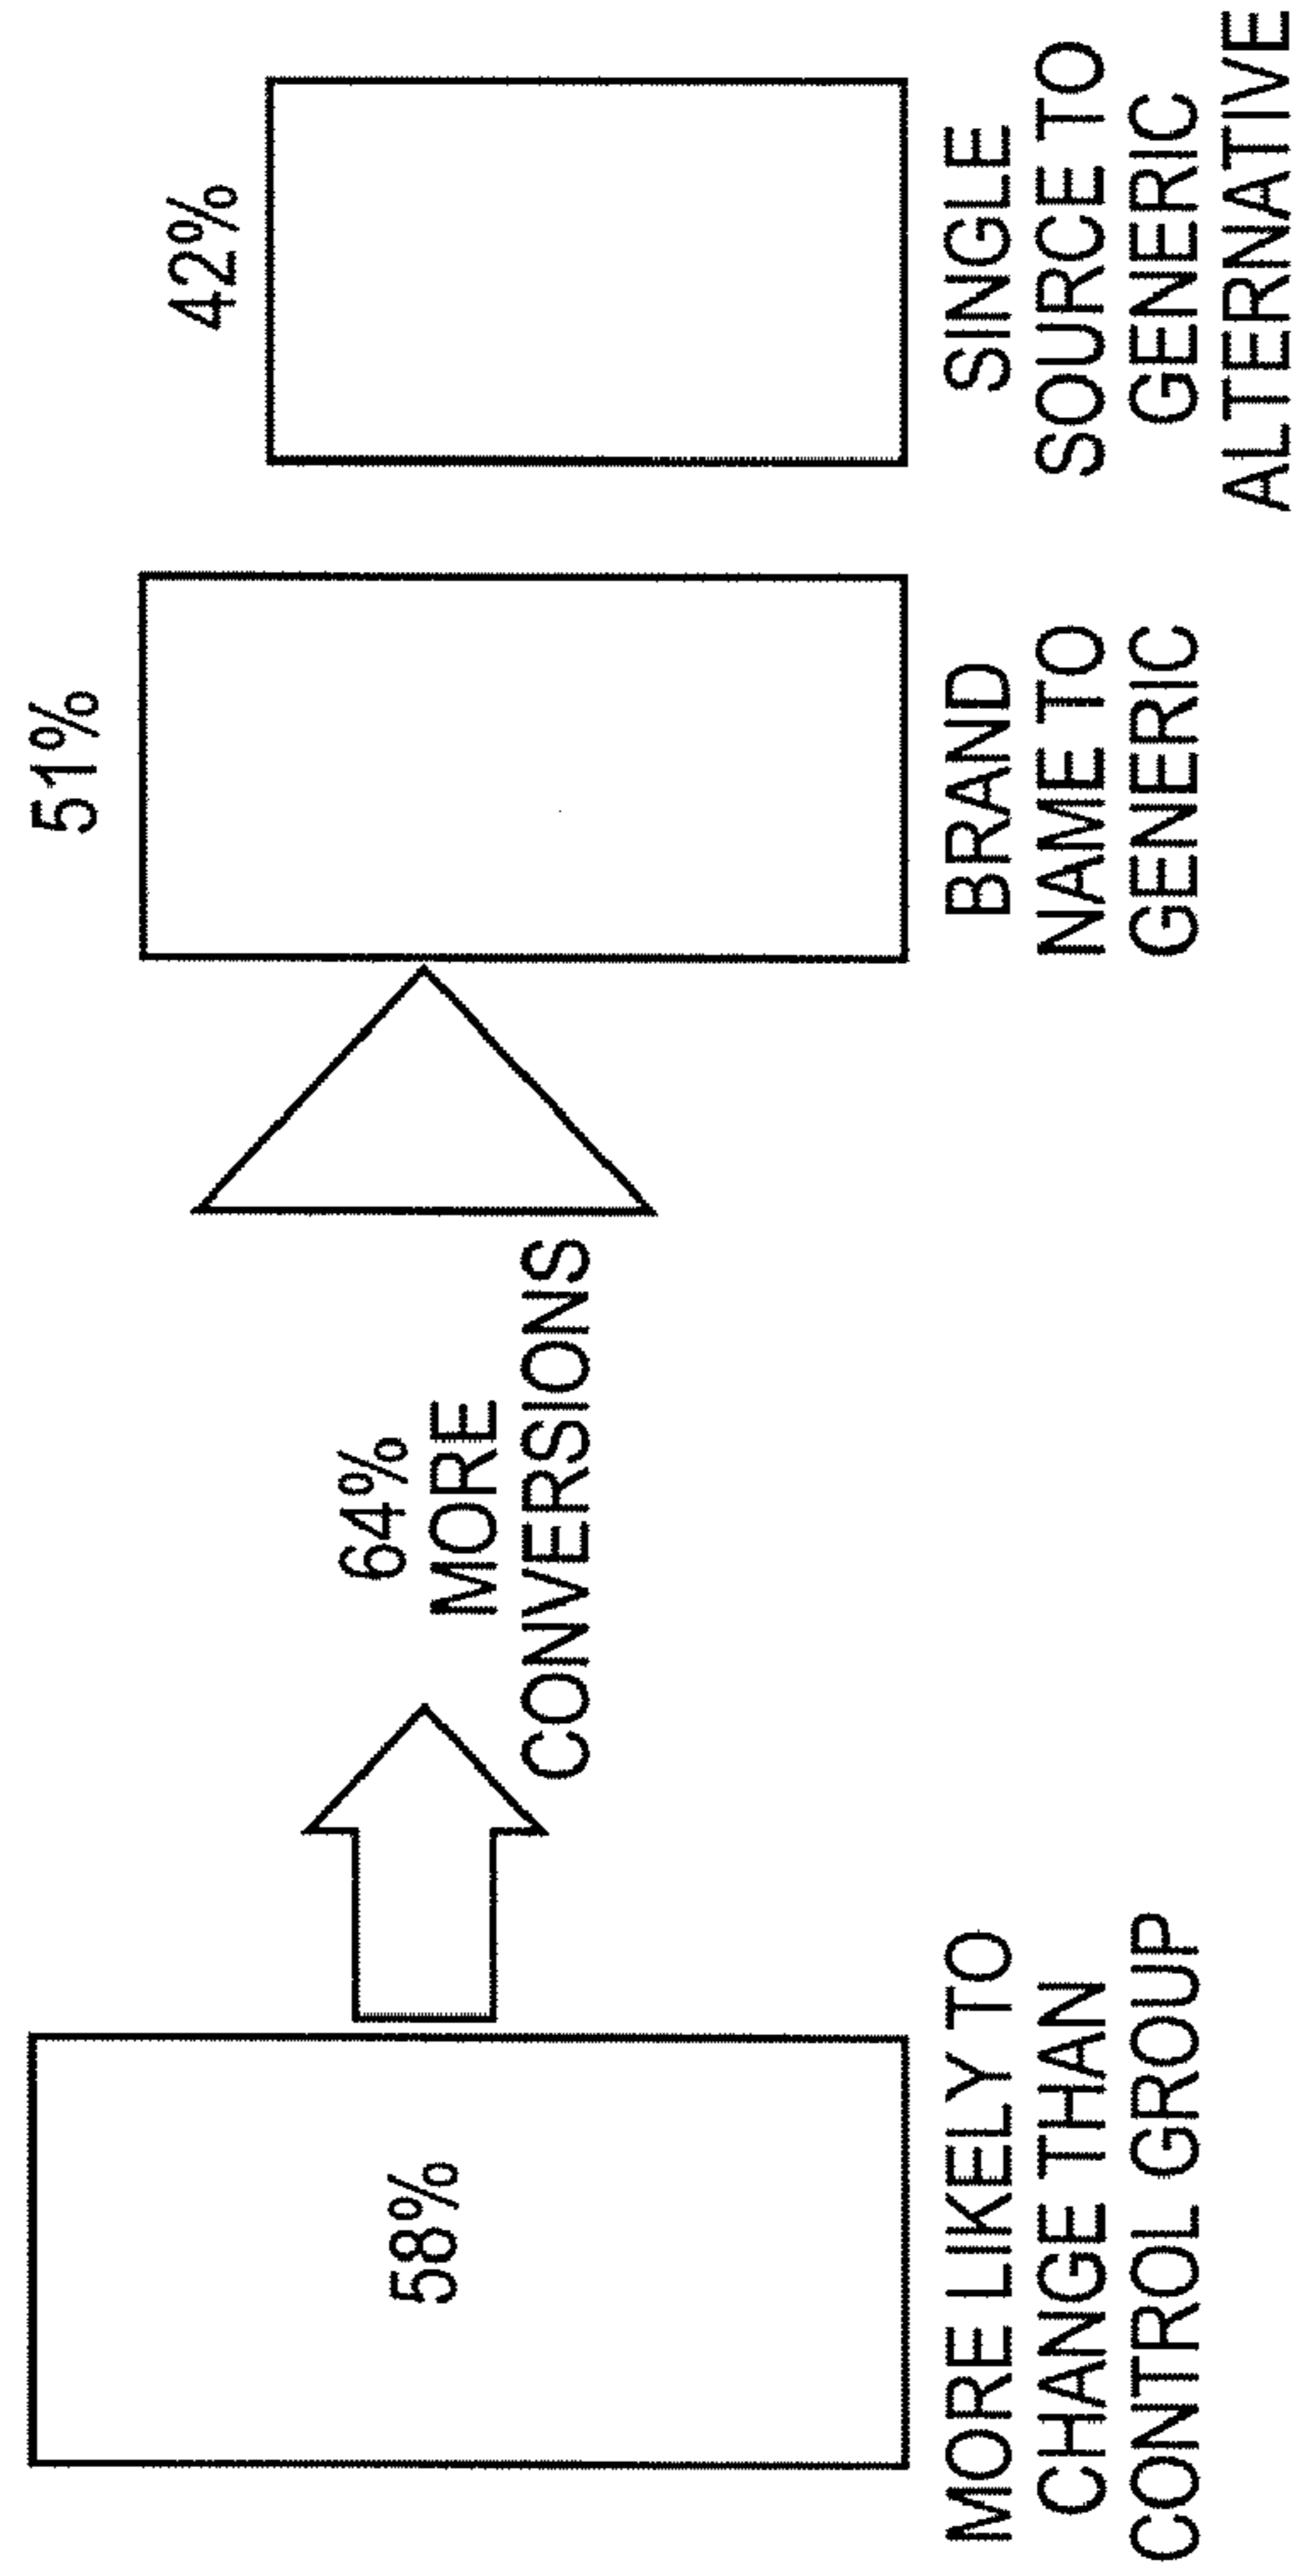 58%
MORE LIKELY TO
CHANGE THAN
CONTROL GROUP
64%
MORE
CONVERSIONS
51%
BRAND
NAME TO
GENERIC
42%
SINGLE
SOURCE TO
GENERIC
ALTERNATIVE